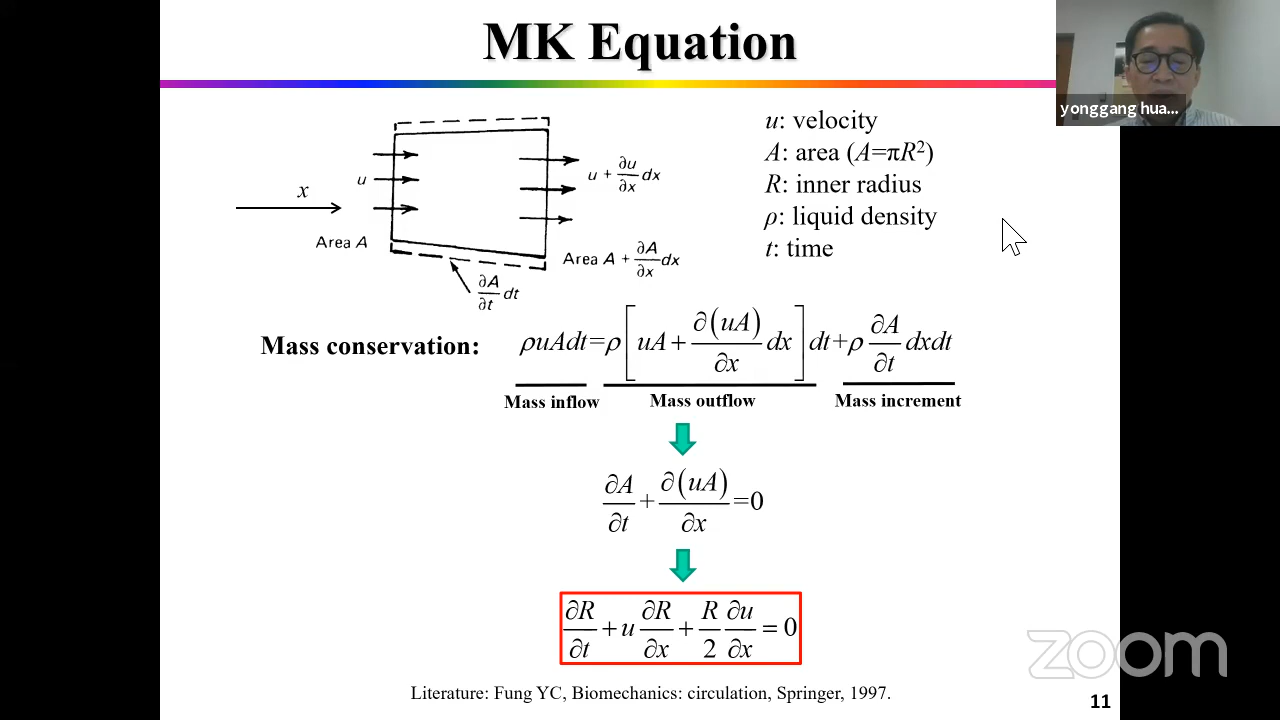 MK Equation
yonggang hua...
u: velocity
A: area (A=πR²)
R: inner radius
ρ: liquid density
t: time
x
u
u + ∂u/∂x dx
Area A
Area A + ∂A/∂x dx
∂A/∂t dt
Mass conservation: ρuAdt=ρ[uA+∂(uA)/∂x dx]dt+ρ ∂A/∂t dxdt
Mass inflow Mass outflow Mass increment
∂A/∂t+∂(uA)/∂x=0
∂R/∂t+u ∂R/∂x+R/2 ∂u/∂x=0
zoom
Literature: Fung YC, Biomechanics: circulation, Springer, 1997.
11